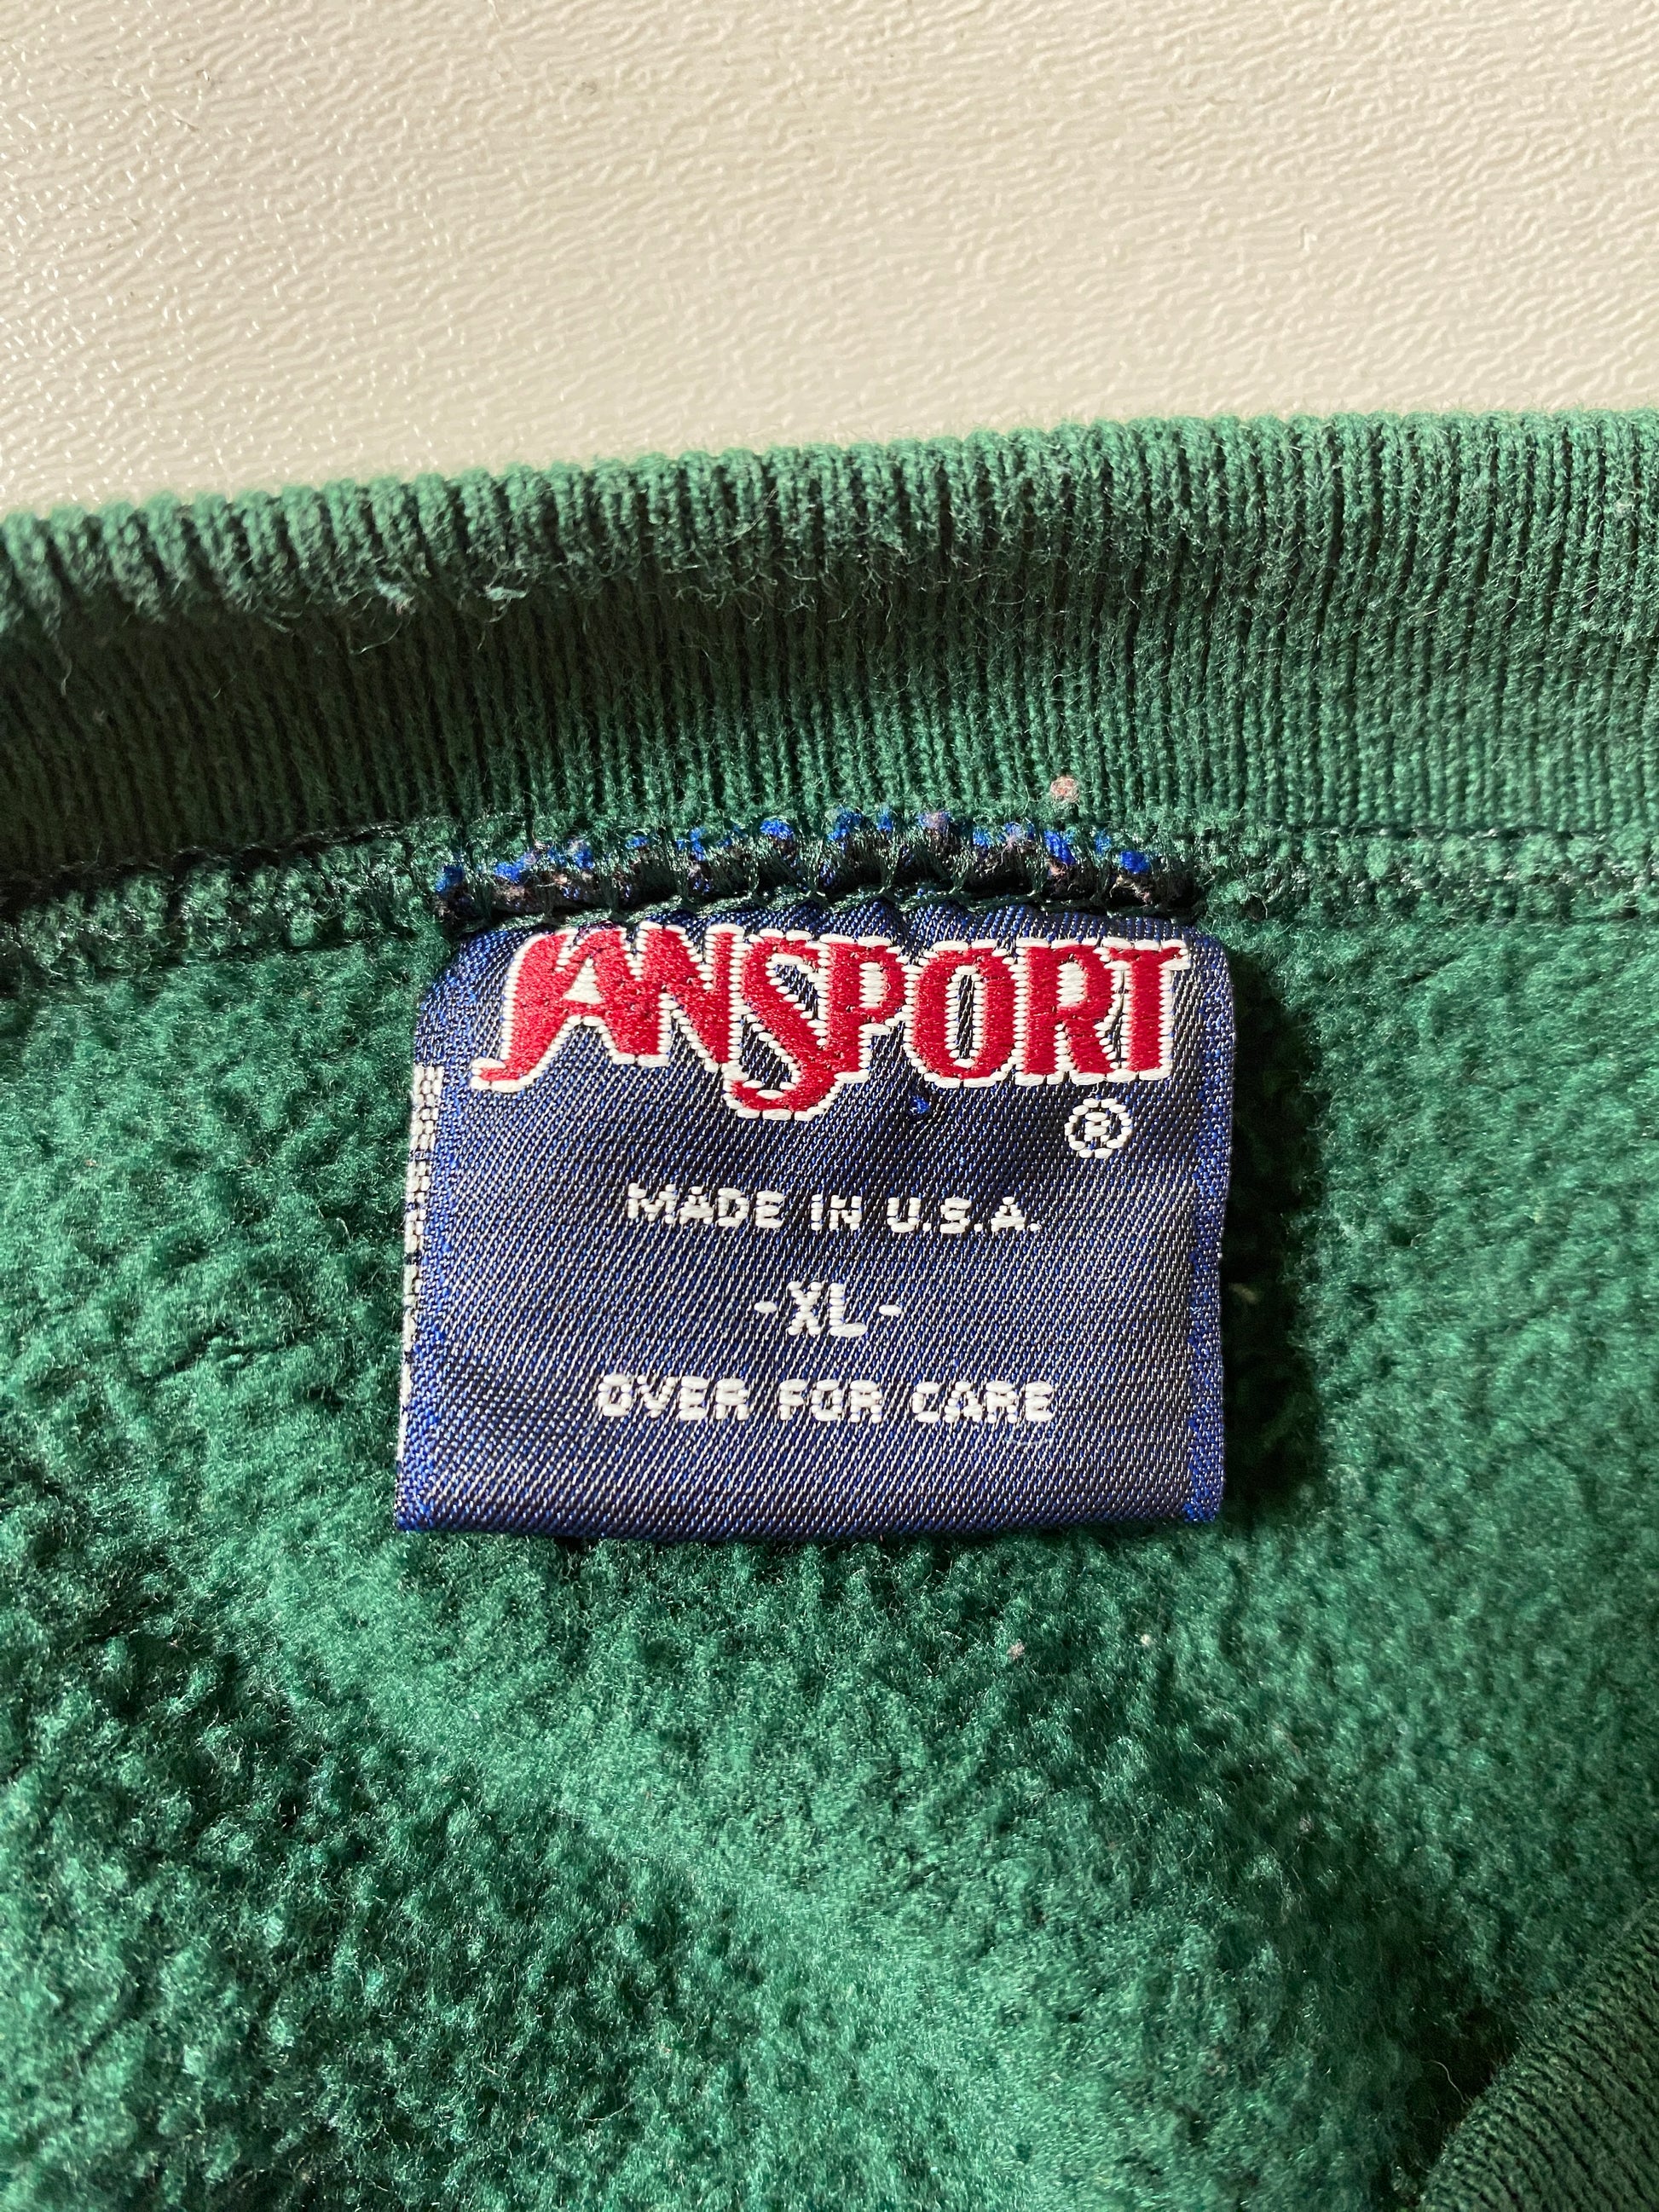 JANSPORT
®
MADE IN U.S.A.
-XL-
OVER FOR CARE